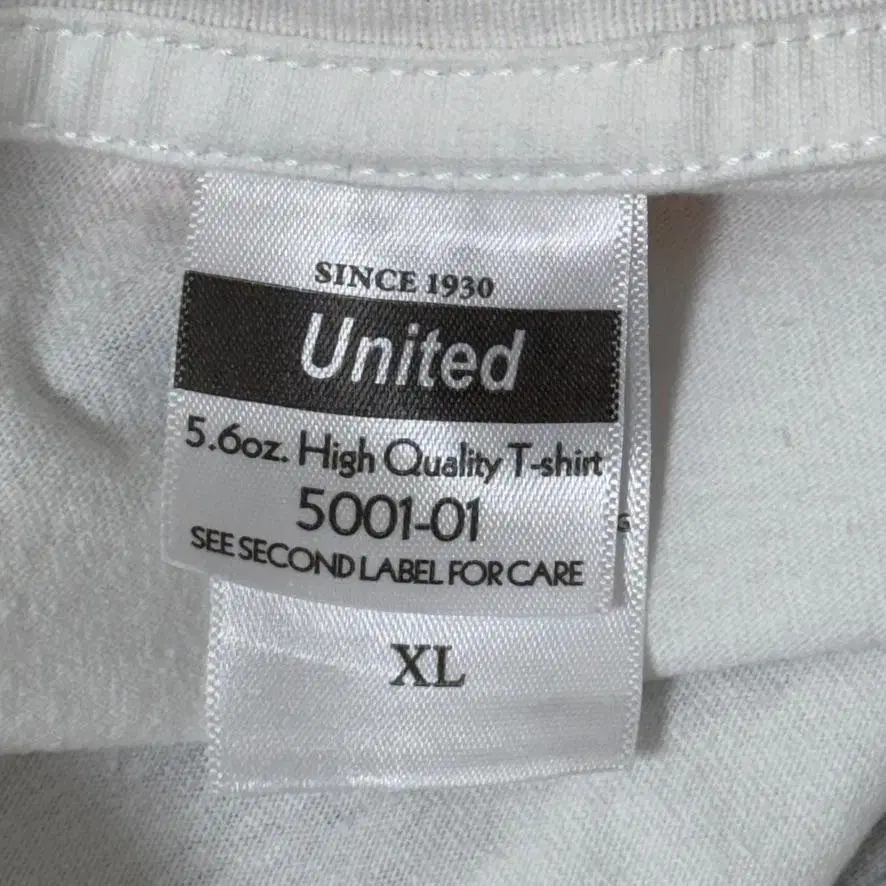 SINCE 1930
United
5.6oz. High Quality T-shirt
5001-01
SEE SECOND LABEL FOR CARE
XL